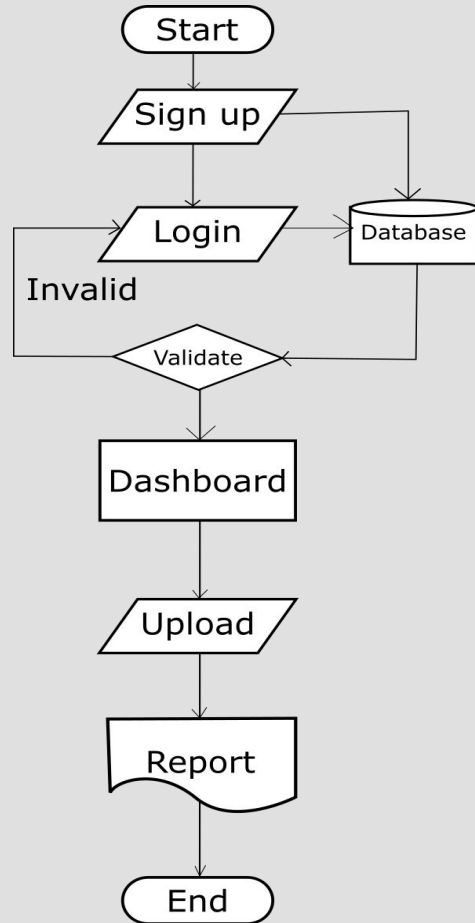 Start
Sign up
Login
Database
Invalid
Validate
Dashboard
Upload
Report
End